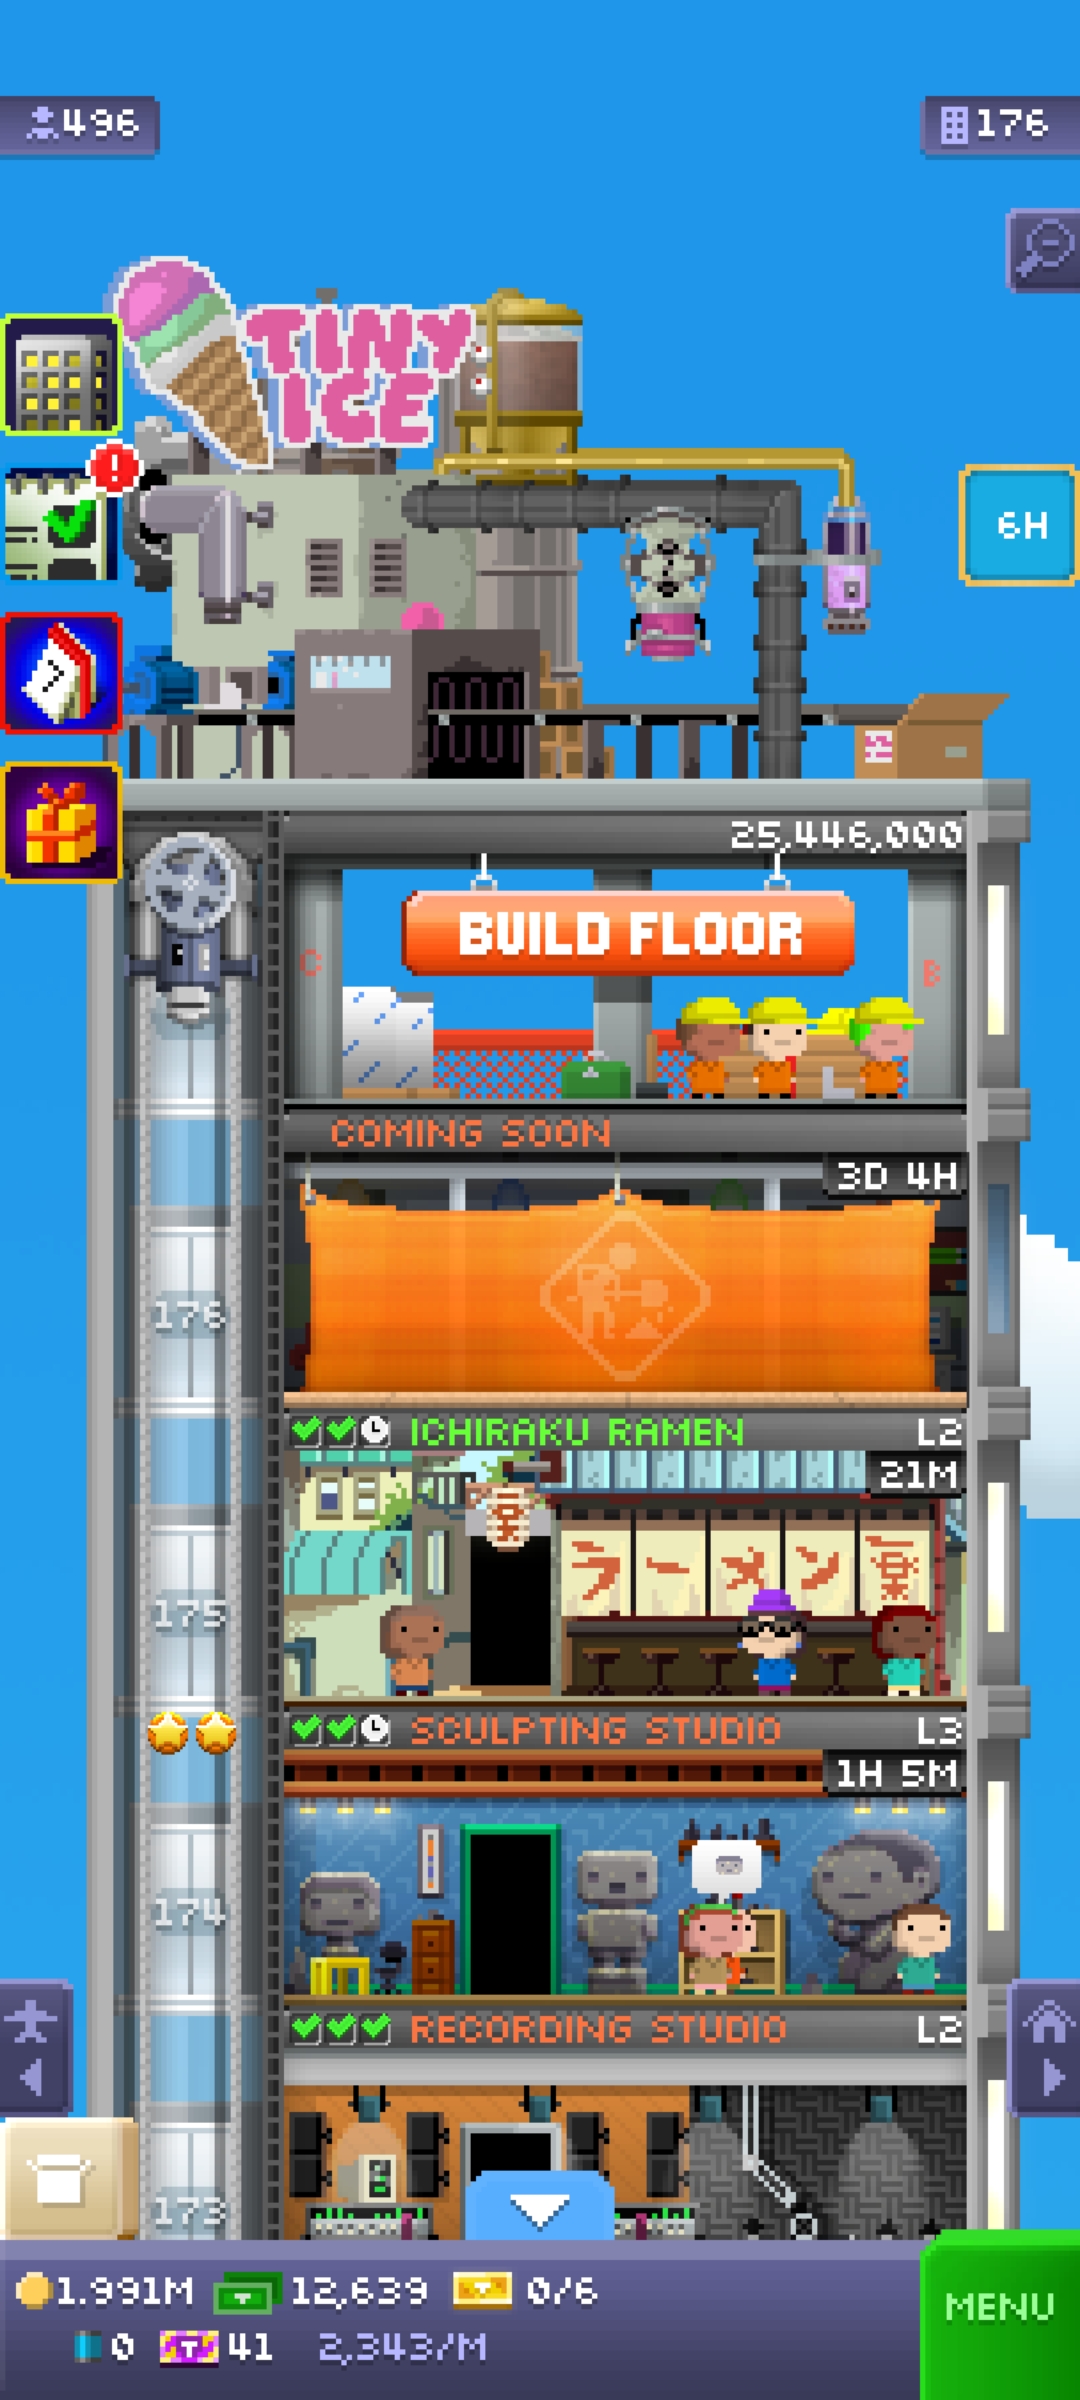 496
176
TINY
ICE
6H
25,446,000
BUILD FLOOR
C
B
COMING SOON
3D 4H
176
ICHIRAKU RAMEN
L2
21M
ラーメン
175
SCULPTING STUDIO
L3
1H 5M
174
RECORDING STUDIO
L2
173
1.991M
12,639
0/6
MENU
0
T
41
2,343/M